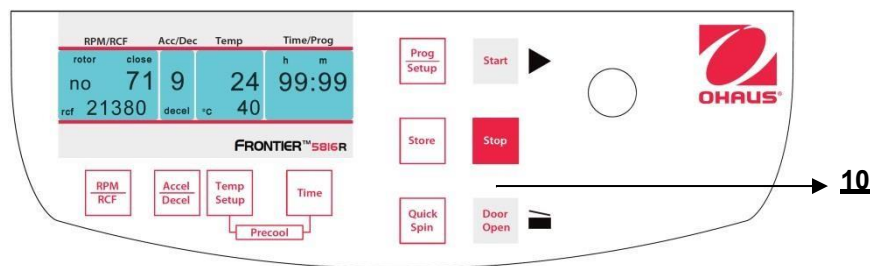 RPM/RCF Acc/Dec Temp Time/Prog
rotor close h m
no 71 9 24 99:99
rcf 21380 decel °C 40
FRONTIER™5816R
RPM
RCF
Accel
Decel
Temp
Setup
Time
Precool
Prog
Setup
Start
Store
Stop
Quick
Spin
Door
Open
OHAUS®
10